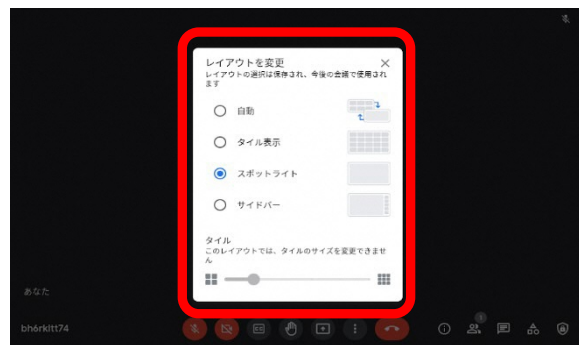 レイアウトを変更
レイアウトの選択は保存され、今後の会議で使用され
ます
自動
タイル表示
スポットライト
サイドバー
タイル
このレイアウトでは、タイルのサイズを変更できませ
ん
あなた
bh6rkitt74